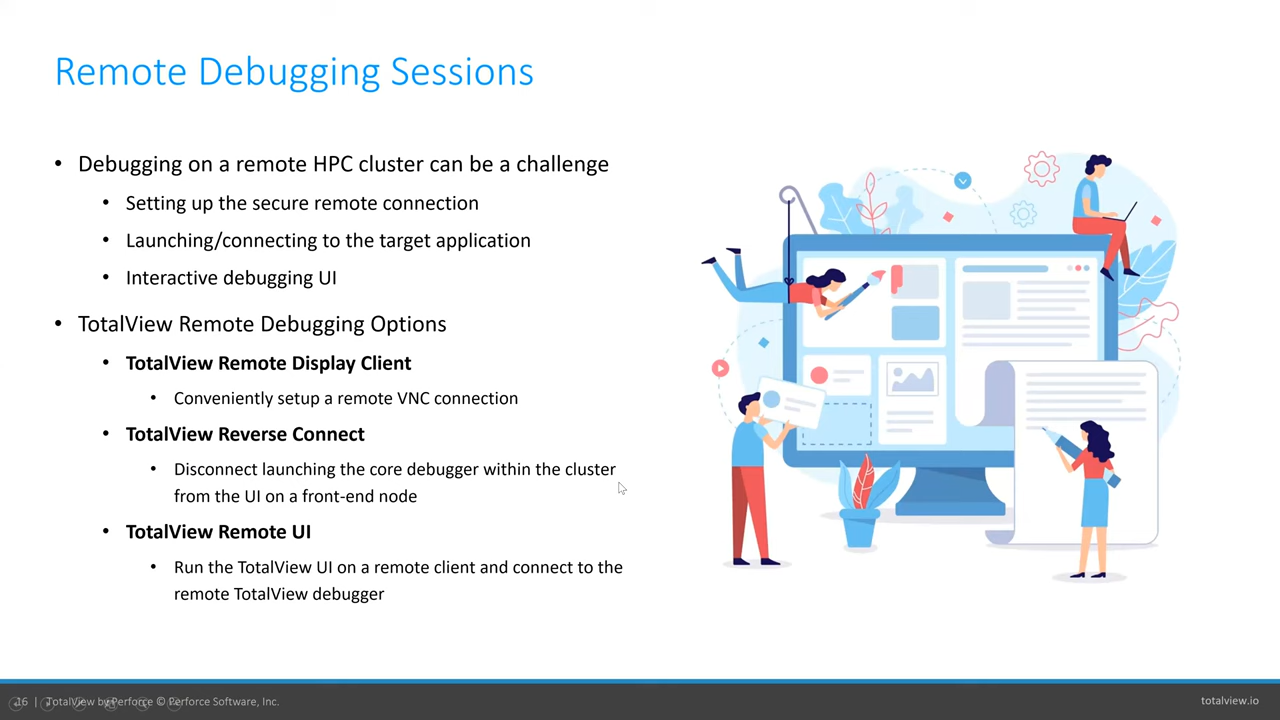 Remote Debugging Sessions
• Debugging on a remote HPC cluster can be a challenge
• Setting up the secure remote connection
• Launching/connecting to the target application
• Interactive debugging UI
• TotalView Remote Debugging Options
• TotalView Remote Display Client
• Conveniently setup a remote VNC connection
• TotalView Reverse Connect
• Disconnect launching the core debugger within the cluster
from the UI on a front-end node
• TotalView Remote UI
• Run the TotalView UI on a remote client and connect to the
remote TotalView debugger
16 | TotalView by Perforce © Perforce Software, Inc.
totalview.io